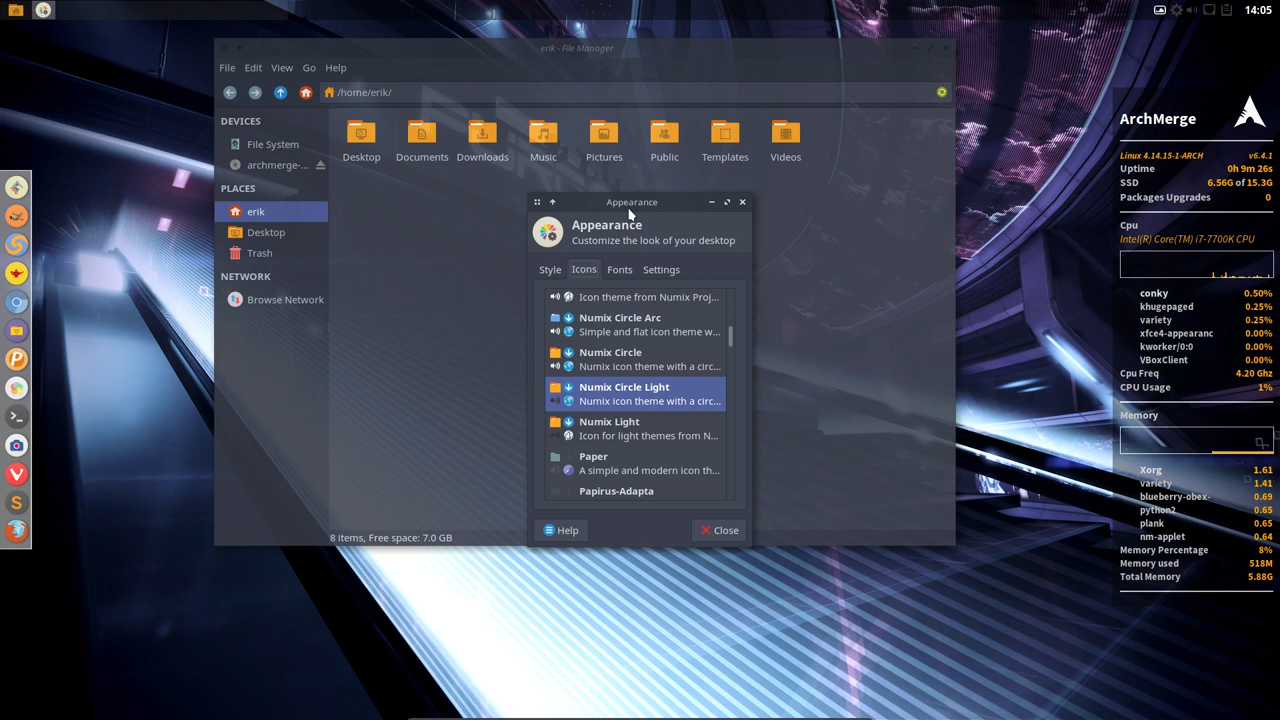 14:05
erik - File Manager
File Edit View Go Help
/home/erik/
DEVICES
File System
archmerge-...
PLACES
erik
Desktop
Trash
NETWORK
Browse Network
Desktop Documents Downloads Music Pictures Public Templates Videos
8 items, Free space: 7.0 GB
Appearance
Appearance
Customize the look of your desktop
Style Icons Fonts Settings
Icon theme from Numix Proj...
Numix Circle Arc
Simple and flat icon theme w...
Numix Circle
Numix icon theme with a circ...
Numix Circle Light
Numix icon theme with a circ...
Numix Light
Icon for light themes from N...
Paper
A simple and modern icon th...
Papirus-Adapta
Help Close
ArchMerge
Linux 4.14.15-1-ARCH v6.4.1
Uptime 0h 9m 26s
SSD 6.56G of 15.3G
Packages Upgrades 0
Cpu
Intel(R) Core(TM) i7-7700K CPU
conky 0.50%
khugepaged 0.25%
variety 0.25%
xfce4-appearanc 0.00%
kworker/0:0 0.00%
VBoxClient 0.00%
Cpu Freq 4.20 Ghz
CPU Usage 1%
Memory
Xorg 1.61
variety 1.41
blueberry-obex- 0.69
python2 0.65
plank 0.65
nm-applet 0.64
Memory Percentage 8%
Memory used 518M
Total Memory 5.88G